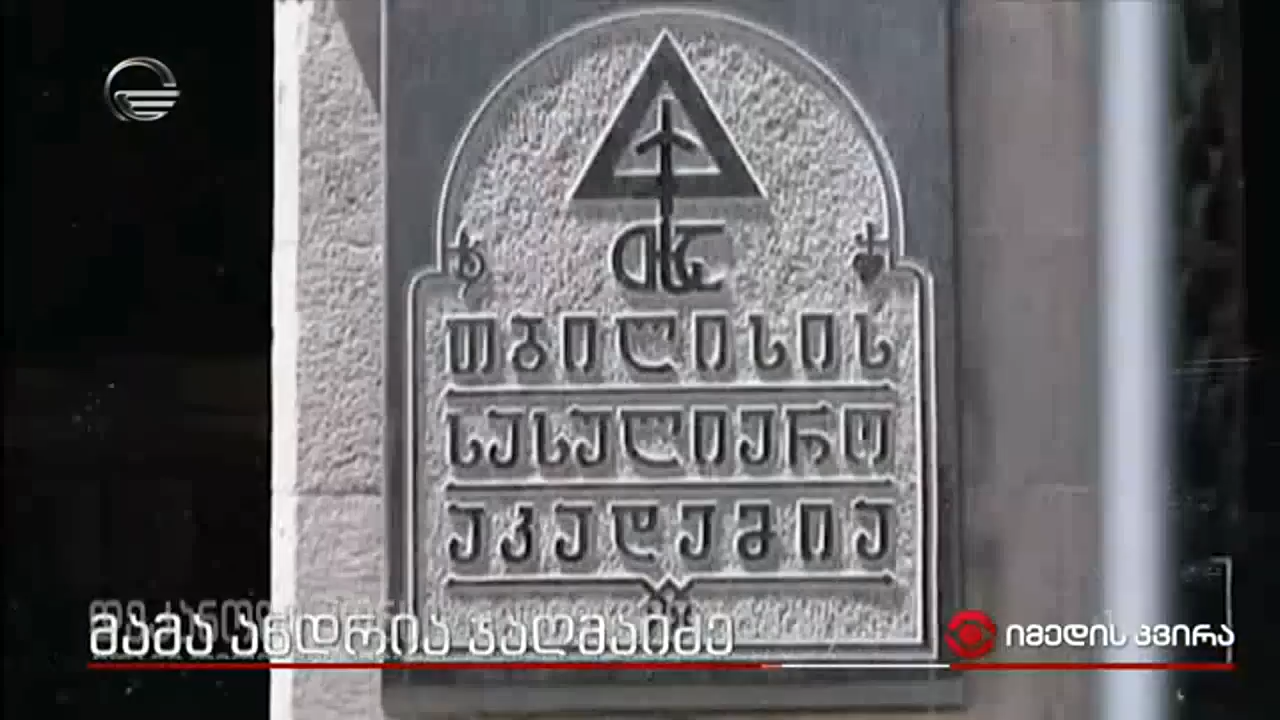 თბილისის
სასულიერო
აკადემია
მამა ანდრია ჯაღმაიძე
იმედის კვირა